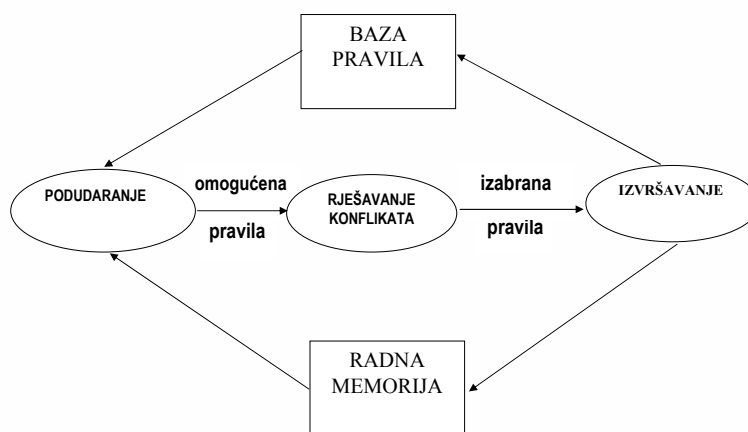 BAZA
PRAVILA
PODUDARANJE
omogućena
pravila
RJEŠAVANJE
KONFLIKATA
izabrana
pravila
IZVRŠAVANJE
RADNA
MEMORIJA